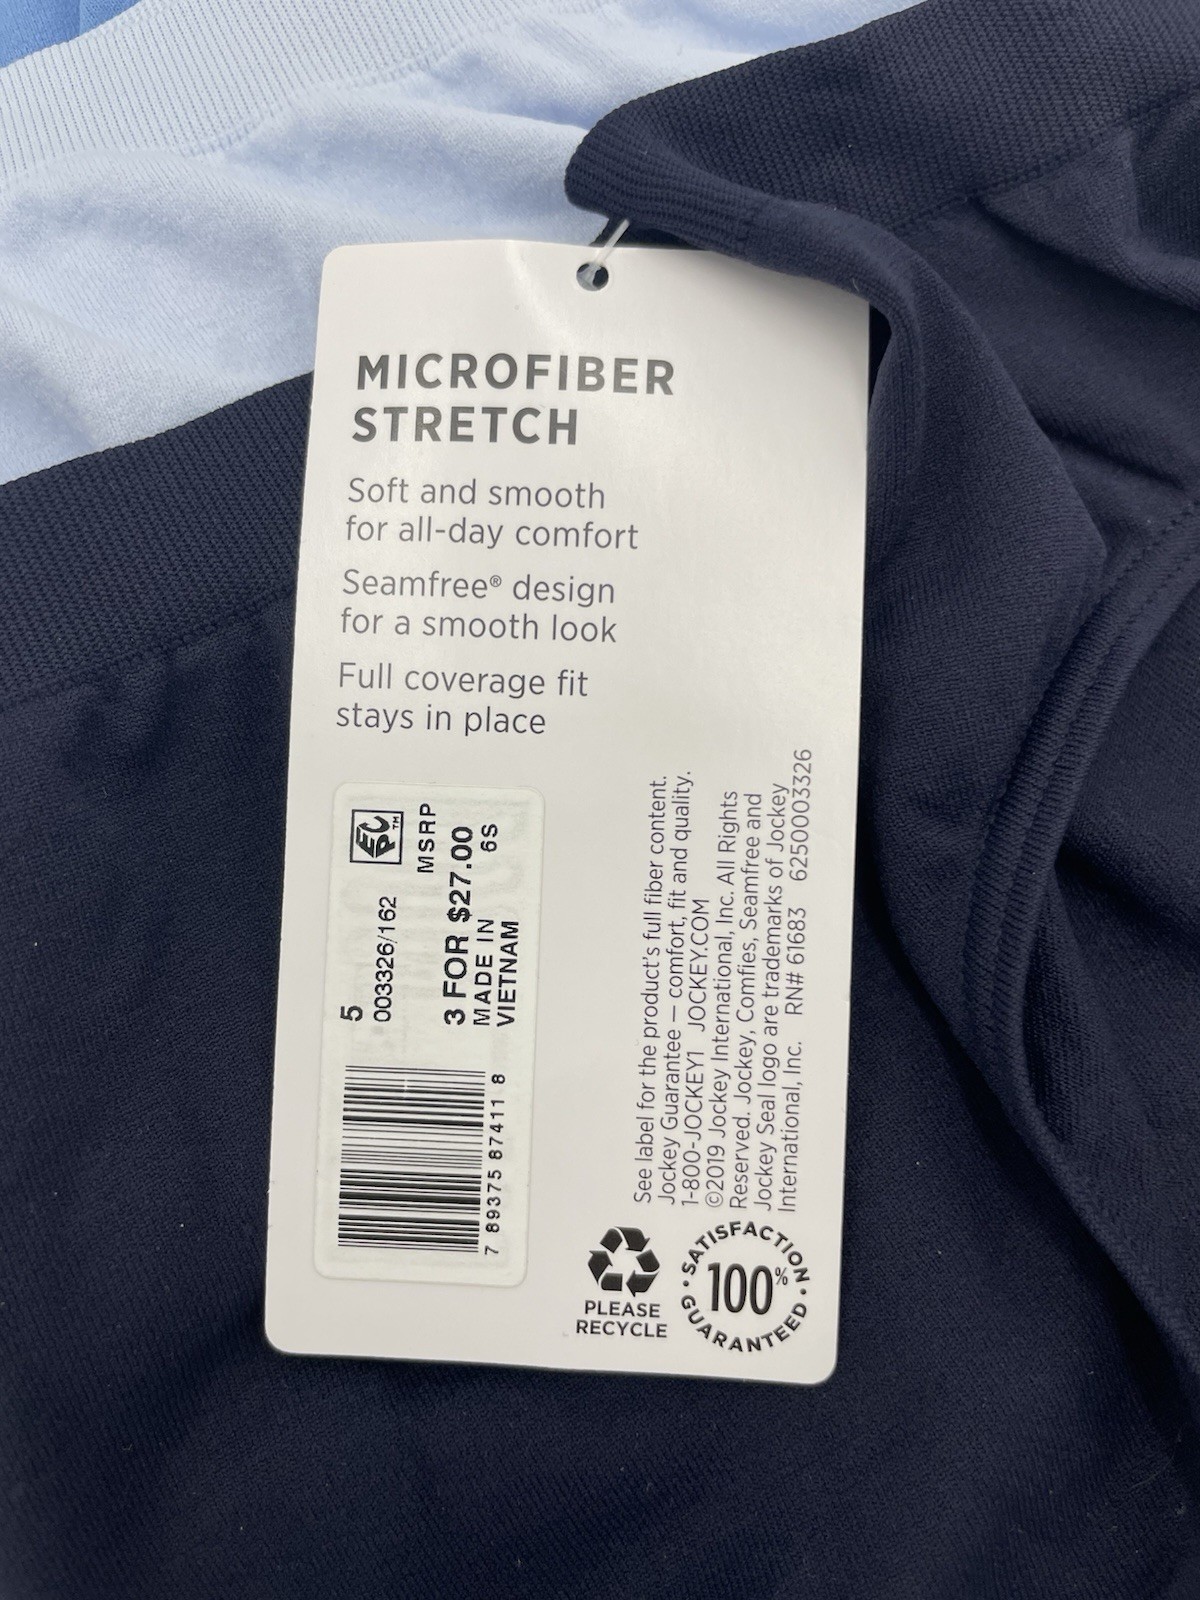 MICROFIBER
STRETCH
Soft and smooth
for all-day comfort
Seamfree® design
for a smooth look
Full coverage fit
stays in place
5
003326/162
EPC™
MSRP
3 FOR $27.00
MADE IN 6S
VIETNAM
7 89375 87411 8
See label for the product's full fiber content.
Jockey Guarantee — comfort, fit and quality.
1-800-JOCKEY1 JOCKEY.COM
©2019 Jockey International, Inc. All Rights
Reserved. Jockey, Comfies, Seamfree and
Jockey Seal logo are trademarks of Jockey
International, Inc. RN# 61683 6250003326
PLEASE
RECYCLE
• SATISFACTION •
100%
GUARANTEED